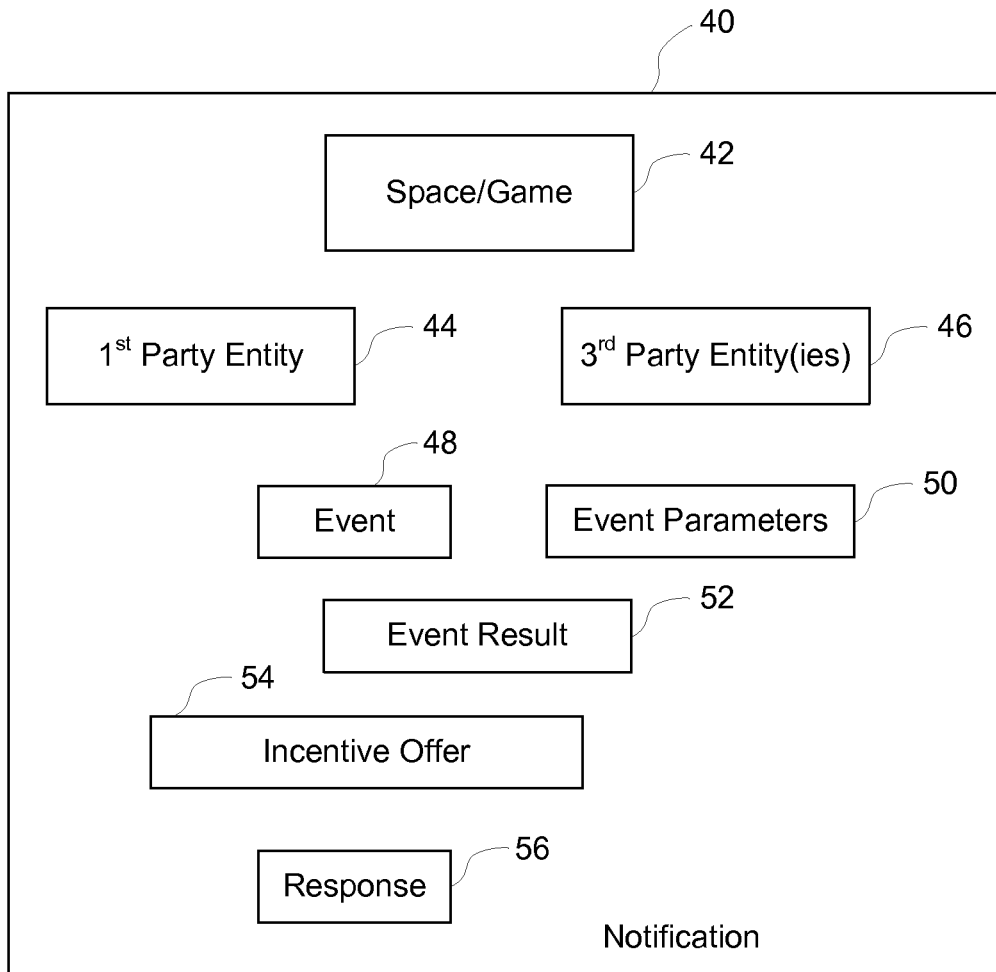 40
Space/Game
42
1st Party Entity
44
3rd Party Entity(ies)
46
48
Event
Event Parameters
50
Event Result
52
54
Incentive Offer
Response
56
Notification